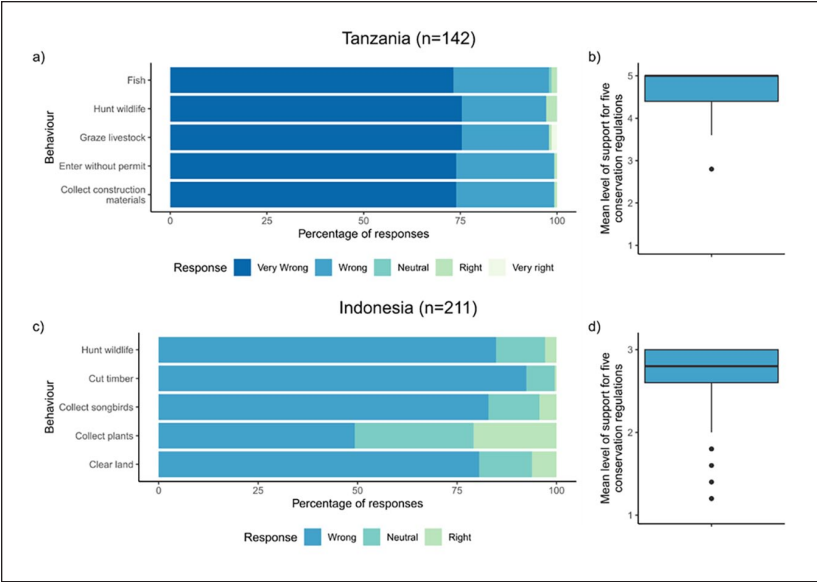 Tanzania (n=142)
a)
Behaviour
Fish
Hunt wildlife
Graze livestock
Enter without permit
Collect construction
materials
0 25 50 75 100
Percentage of responses
Response Very Wrong Wrong Neutral Right Very right
b)
Mean level of support for five
conservation regulations
5
4
3
2
1
Indonesia (n=211)
c)
Behaviour
Hunt wildlife
Cut timber
Collect songbirds
Collect plants
Clear land
0 25 50 75 100
Percentage of responses
Response Wrong Neutral Right
d)
Mean level of support for five
conservation regulations
3
2
1